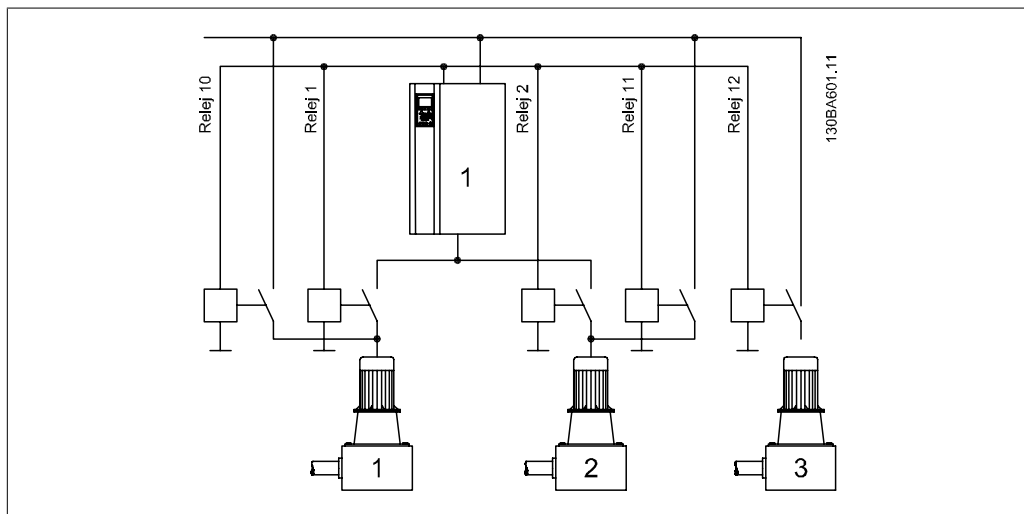 Relej 10
Relej 1
Relej 2
Relej 11
Relej 12
130BA601.11
1
1
2
3